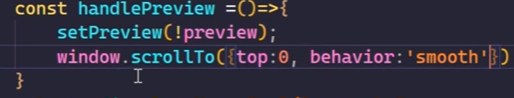 const handlePreview =()=>{
setPreview(!preview);
window.scrollTo({top:0, behavior:'smooth'})
}